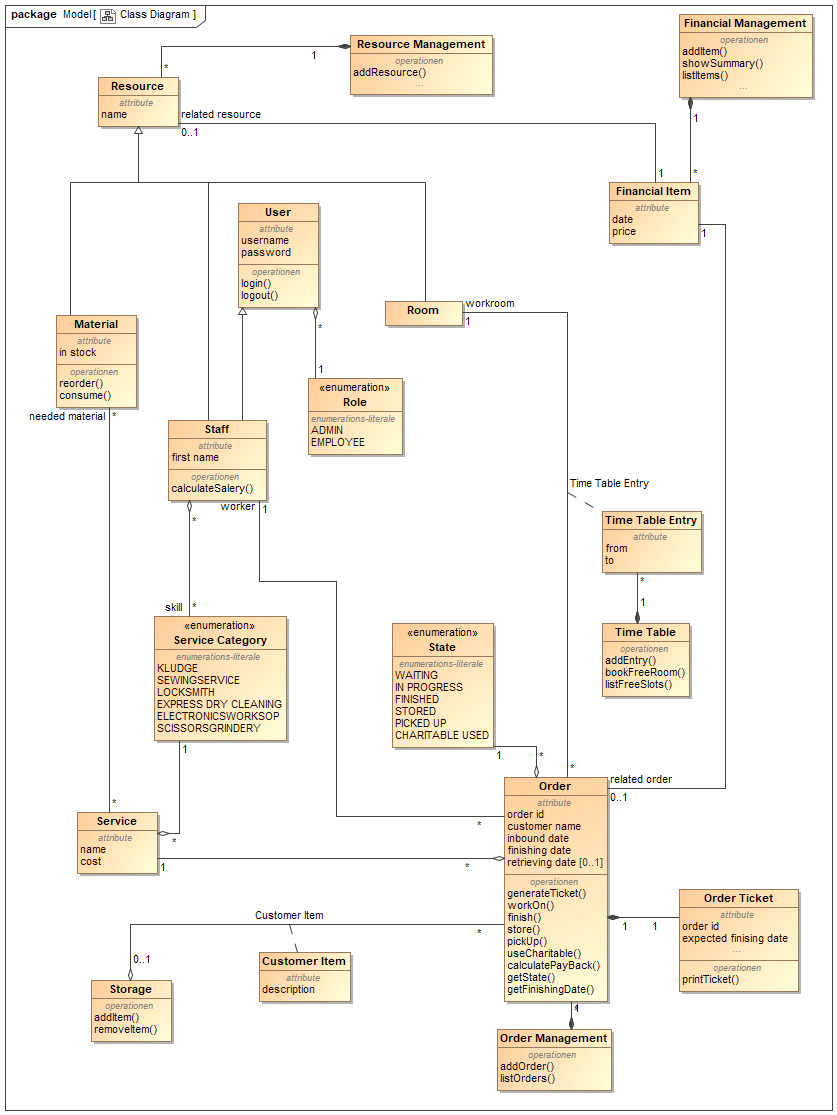 package Model[ Class Diagram ]
Resource Management
operationen
addResource()
...
1
*
Financial Management
operationen
addItem()
showSummary()
listItems()
...
1
*
Resource
attribute
name
related resource
0..1
1
Financial Item
attribute
date
price
1
User
attribute
username
password
operationen
login()
logout()
*
1
Room
workroom
1
Material
attribute
in stock
operationen
reorder()
consume()
needed material
*
«enumeration»
Role
enumerations-literale
ADMIN
EMPLOYEE
Staff
attribute
first name
operationen
calculateSalery()
worker
1
*
skill
*
Time Table Entry
Time Table Entry
attribute
from
to
*
1
Time Table
operationen
addEntry()
bookFreeRoom()
listFreeSlots()
«enumeration»
Service Category
enumerations-literale
KLUDGE
SEWINGSERVICE
LOCKSMITH
EXPRESS DRY CLEANING
ELECTRONICSWORKSOP
SCISSORSGRINDERY
1
*
«enumeration»
State
enumerations-literale
WAITING
IN PROGRESS
FINISHED
STORED
PICKED UP
CHARITABLE USED
1
*
*
related order
0..1
Service
attribute
name
cost
*
1
*
*
Order
attribute
order id
customer name
inbound date
finishing date
retrieving date [0..1]
operationen
generateTicket()
workOn()
finish()
store()
pickUp()
useCharitable()
calculatePayBack()
getState()
getFinishingDate()
1
1
Order Ticket
attribute
order id
expected finising date
...
operationen
printTicket()
Customer Item
*
0..1
Customer Item
attribute
description
Storage
operationen
addItem()
removeItem()
*
1
Order Management
operationen
addOrder()
listOrders()